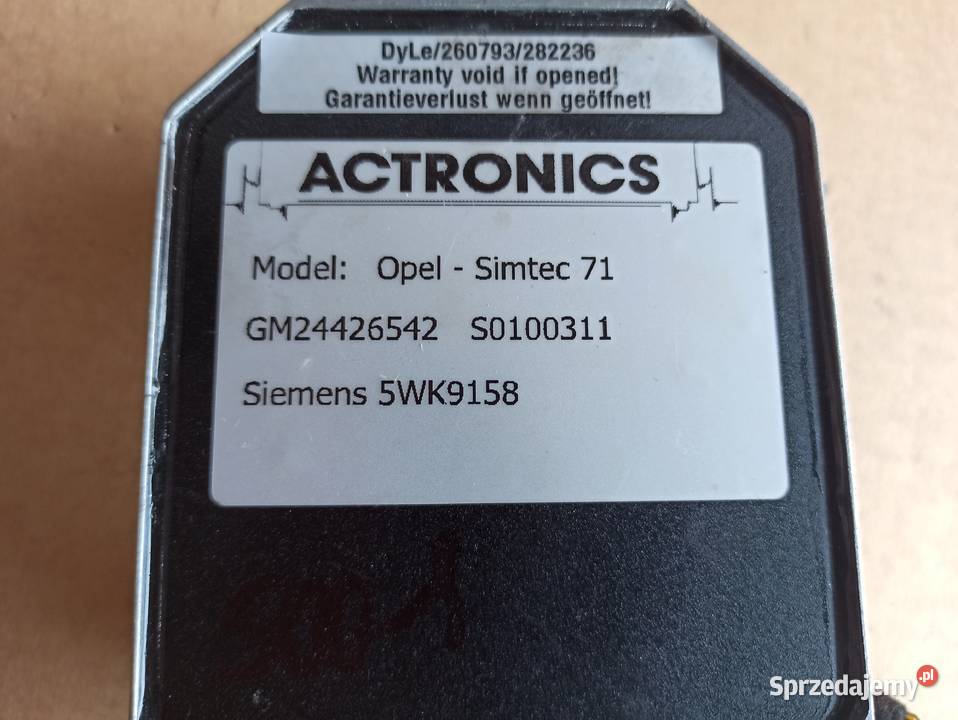 DyLe/260793/282236
Warranty void if opened!
Garantieverlust wenn geöffnet!
ACTRONICS
Model: Opel - Simtec 71
GM24426542 S0100311
Siemens 5WK9158
Sprzedajemy.pl